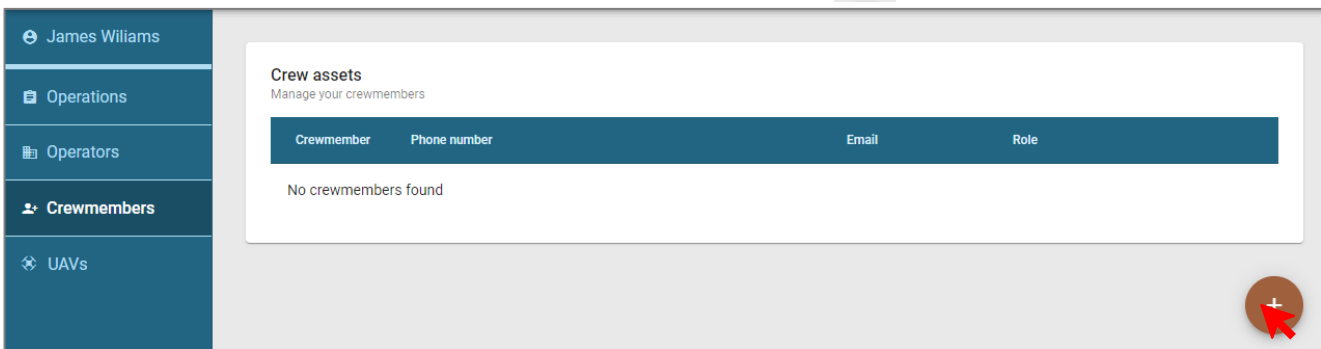 James Wiliams
Operations
Operators
Crewmembers
UAVs
Crew assets
Manage your crewmembers
Crewmember Phone number Email Role
No crewmembers found
+